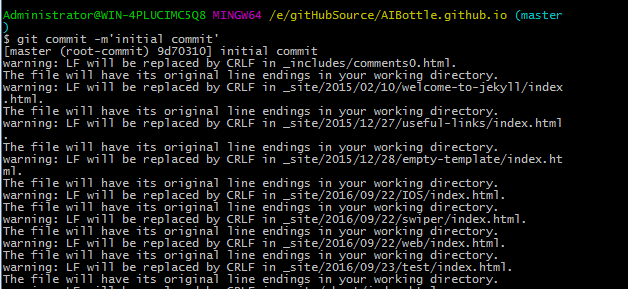 Administrator@WIN-4PLUCIMC5Q8 MINGW64 /e/gitHubSource/AIBottle.github.io (master
)
$ git commit -m'initial commit'
[master (root-commit) 9d70310] initial commit
warning: LF will be replaced by CRLF in _includes/comments0.html.
The file will have its original line endings in your working directory.
warning: LF will be replaced by CRLF in _site/2015/02/10/welcome-to-jekyll/index
.html.
The file will have its original line endings in your working directory.
warning: LF will be replaced by CRLF in _site/2015/12/27/useful-links/index.html
.
The file will have its original line endings in your working directory.
warning: LF will be replaced by CRLF in _site/2015/12/28/empty-template/index.ht
ml.
The file will have its original line endings in your working directory.
warning: LF will be replaced by CRLF in _site/2016/09/22/IOS/index.html.
The file will have its original line endings in your working directory.
warning: LF will be replaced by CRLF in _site/2016/09/22/swiper/index.html.
The file will have its original line endings in your working directory.
warning: LF will be replaced by CRLF in _site/2016/09/22/web/index.html.
The file will have its original line endings in your working directory.
warning: LF will be replaced by CRLF in _site/2016/09/23/test/index.html.
The file will have its original line endings in your working directory.